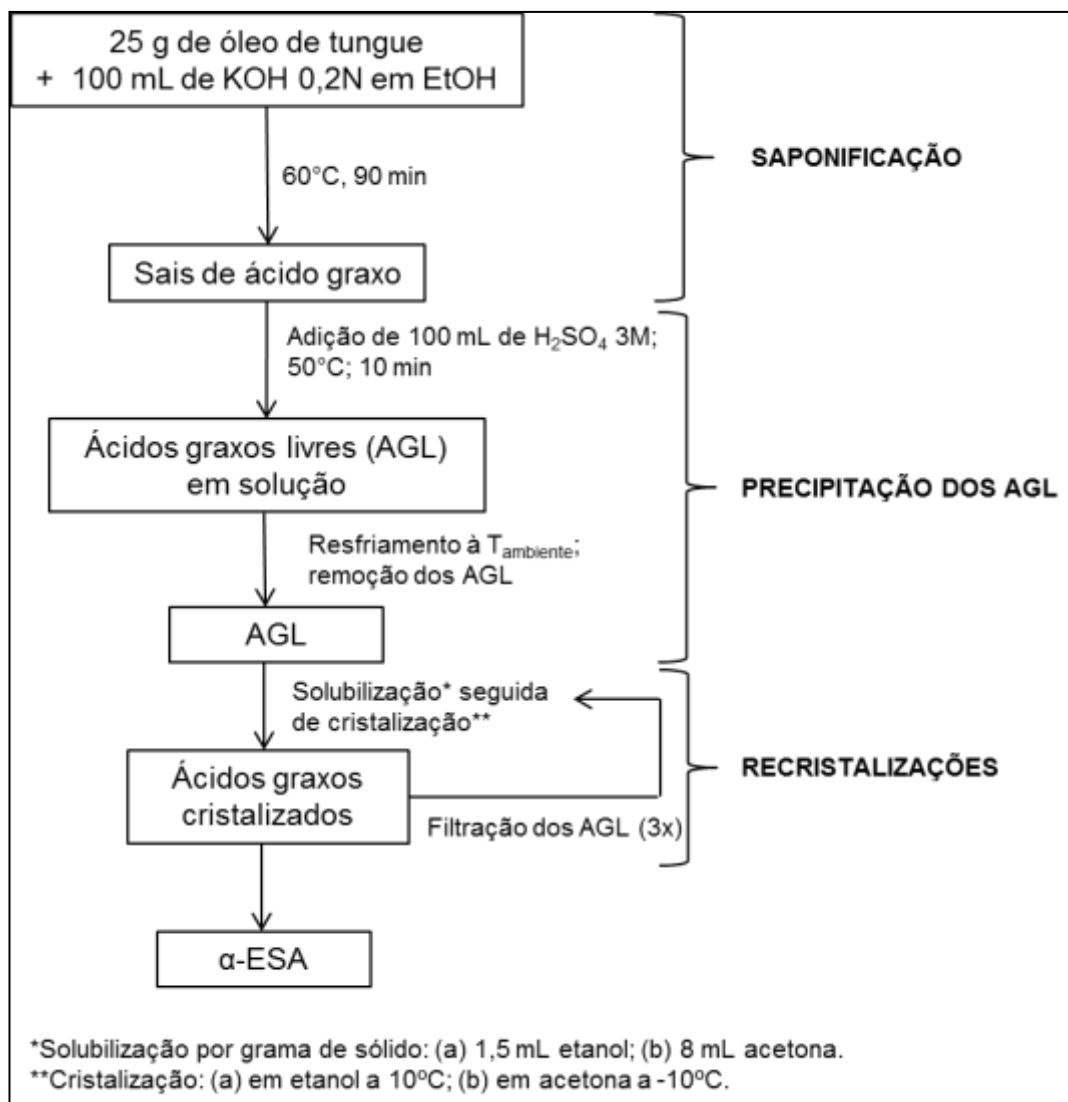 25 g de óleo de tungue
+ 100 mL de KOH 0,2N em EtOH
SAPONIFICAÇÃO
60°C, 90 min
Sais de ácido graxo
Adição de 100 mL de H₂SO₄ 3M;
50°C; 10 min
Ácidos graxos livres (AGL)
em solução
PRECIPITAÇÃO DOS AGL
Resfriamento à Tambiente;
remoção dos AGL
AGL
Solubilização* seguida
de cristalização**
RECRISTALIZAÇÕES
Ácidos graxos
cristalizados
Filtração dos AGL (3x)
α-ESA
*Solubilização por grama de sólido: (a) 1,5 mL etanol; (b) 8 mL acetona.
**Cristalização: (a) em etanol a 10ºC; (b) em acetona a -10ºC.